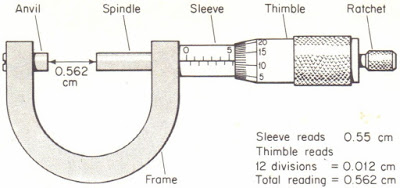 Anvil Spindle Sleeve Thimble Ratchet
0 5
20
15
10
5
0.562
cm
Frame
Sleeve reads 0.55 cm
Thimble reads
12 divisions = 0.012 cm
Total reading = 0.562 cm